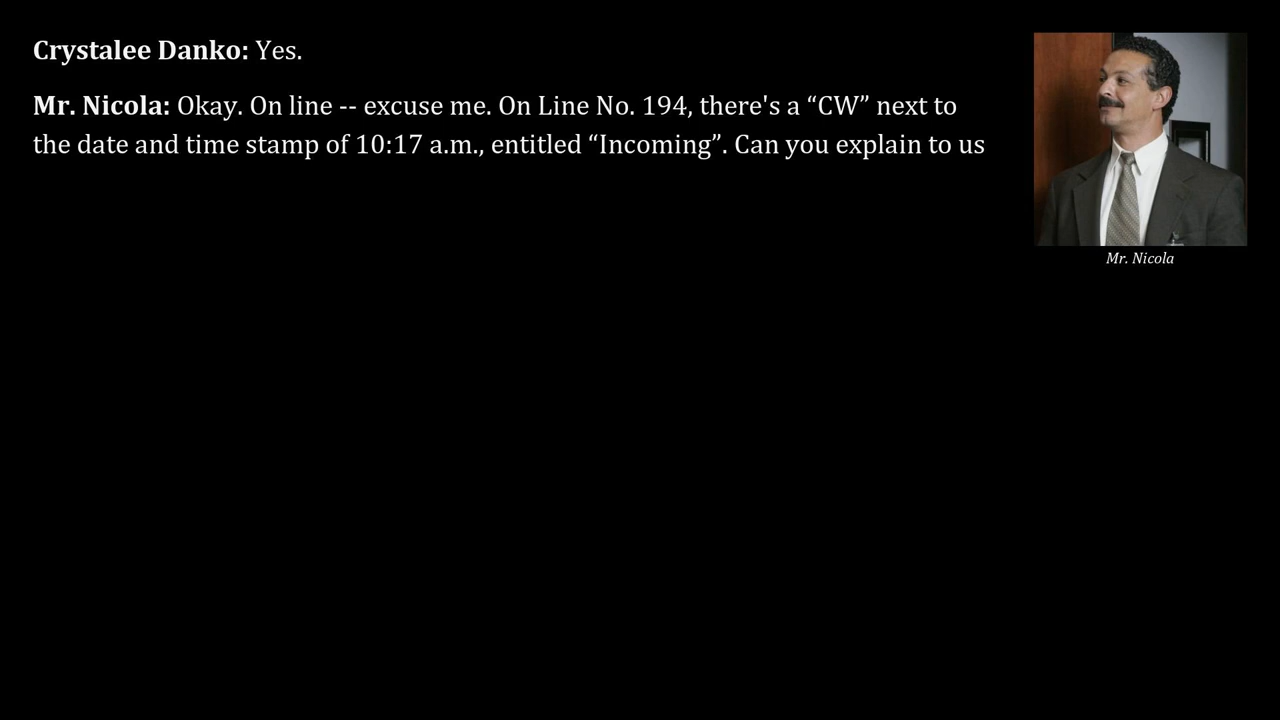 Crystalee Danko: Yes.
Mr. Nicola: Okay. On line -- excuse me. On Line No. 194, there's a “CW” next to
the date and time stamp of 10:17 a.m., entitled “Incoming”. Can you explain to us
Mr. Nicola